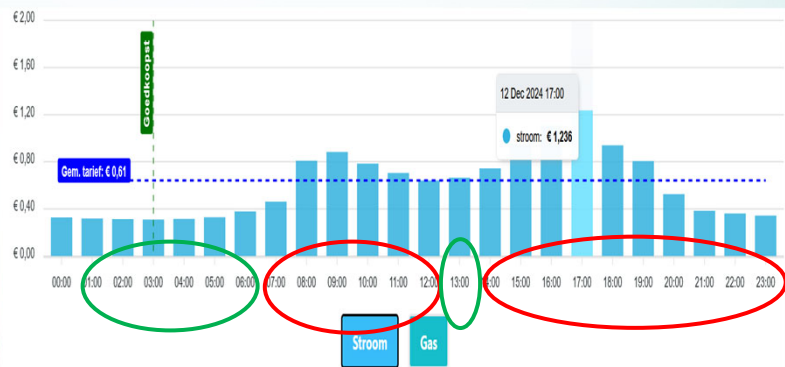 € 2,00
€ 1,60
€ 1,20
€ 0,80
€ 0,40
€ 0,00
Goedkoopst
12 Dec 2024 17:00
stroom: € 1,236
Gem. tarief: € 0,61
00:00 01:00 02:00 03:00 04:00 05:00 06:00 07:00 08:00 09:00 10:00 11:00 12:00 13:00 14:00 15:00 16:00 17:00 18:00 19:00 20:00 21:00 22:00 23:00
Stroom Gas